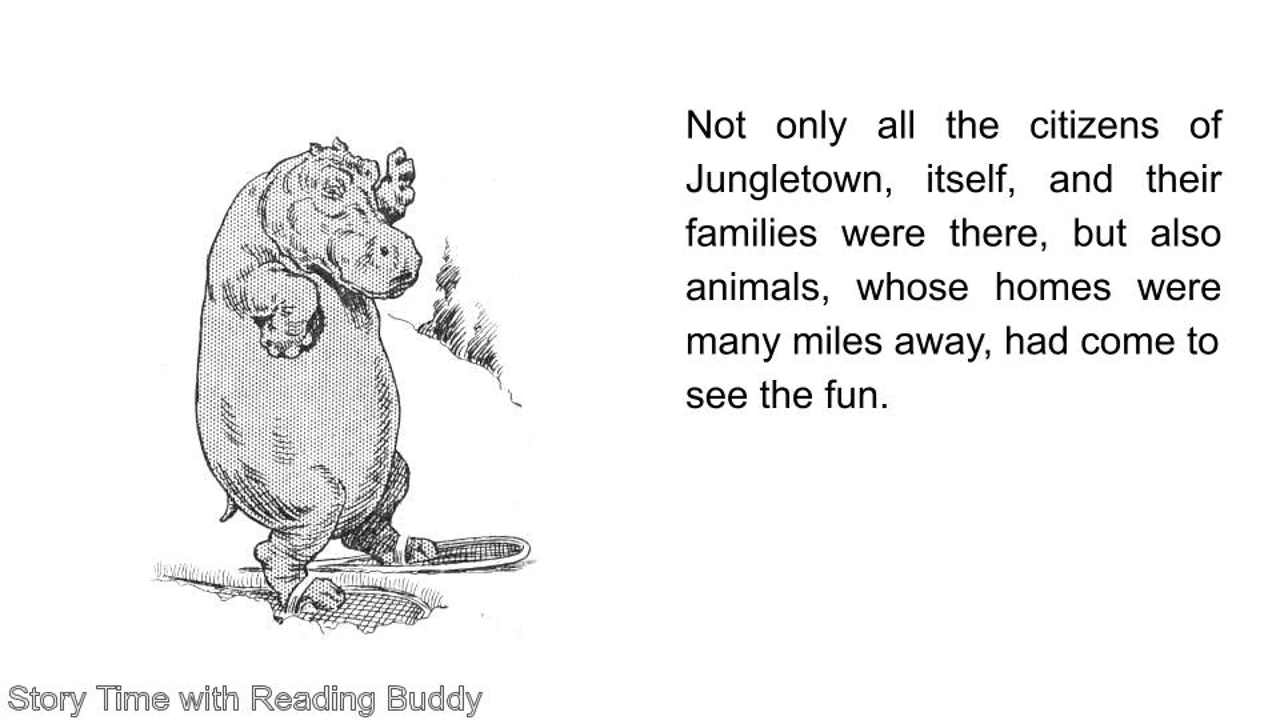 Not only all the citizens of
Jungletown, itself, and their
families were there, but also
animals, whose homes were
many miles away, had come to
see the fun.
Story Time with Reading Buddy